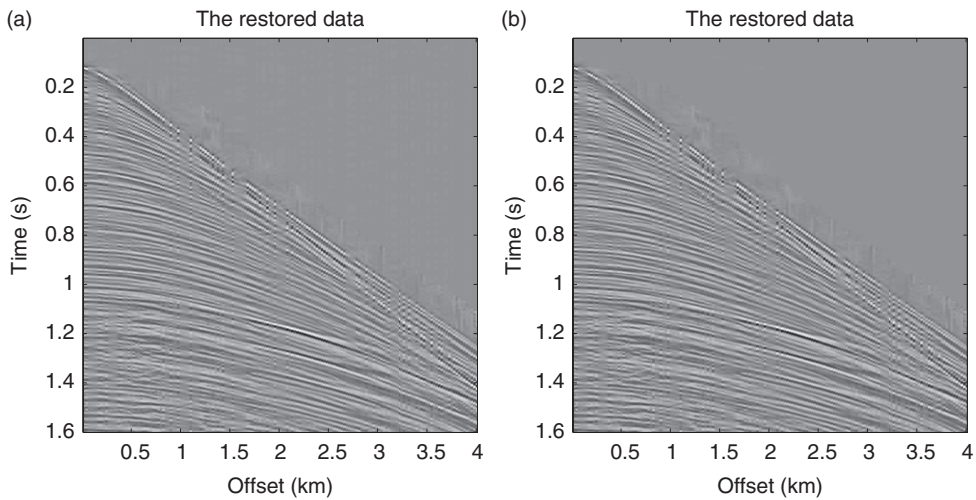 (a)
The restored data
0.2
0.4
0.6
0.8
1
1.2
1.4
1.6
Time (s)
0.5 1 1.5 2 2.5 3 3.5 4
Offset (km)
(b)
The restored data
0.2
0.4
0.6
0.8
1
1.2
1.4
1.6
Time (s)
0.5 1 1.5 2 2.5 3 3.5 4
Offset (km)